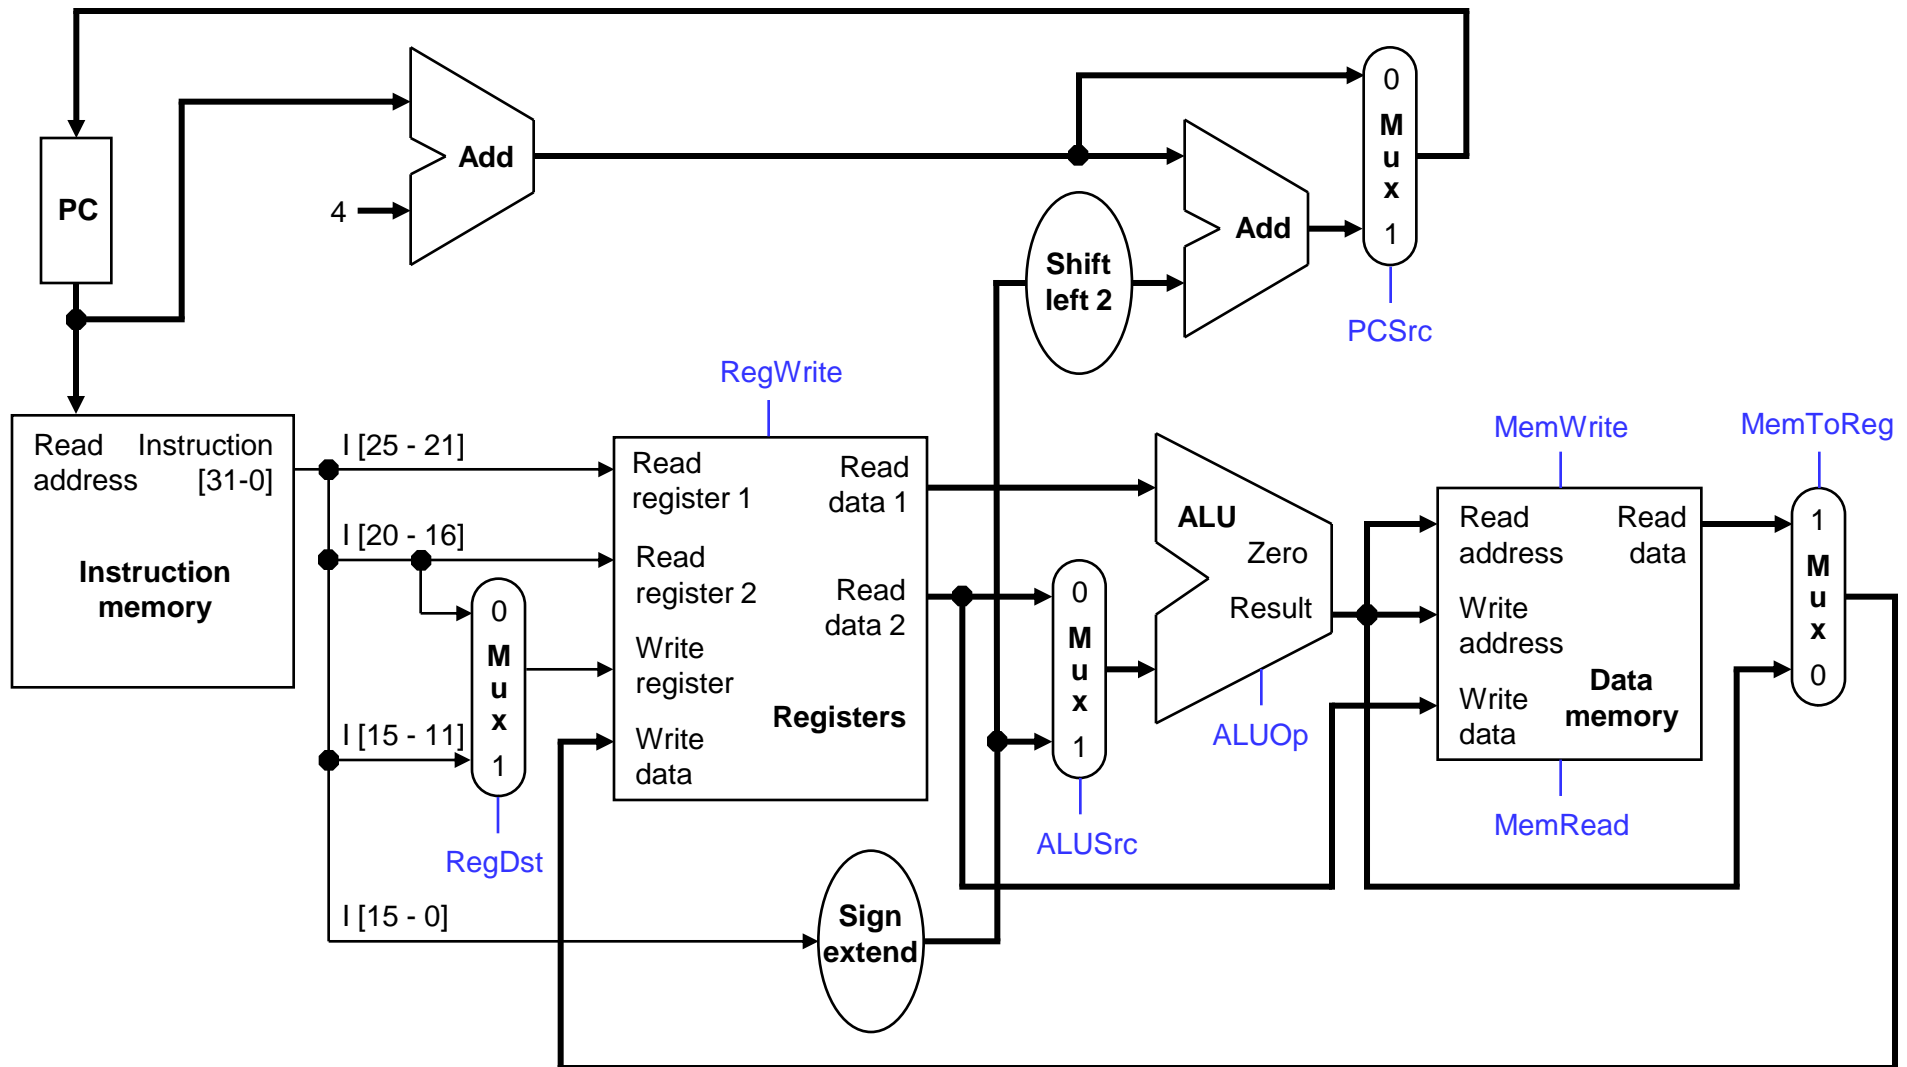 0
M
u
x
1
Add
4
PC
Add
Shift
left 2
PCSrc
RegWrite
Read address
Instruction [31-0]
Instruction
memory
I [25 - 21]
I [20 - 16]
I [15 - 11]
I [15 - 0]
0
M
u
x
1
RegDst
Read
register 1
Read
data 1
Read
register 2
Read
data 2
Write
register
Registers
Write
data
Sign
extend
0
M
u
x
1
ALUSrc
ALU
Zero
Result
ALUOp
MemWrite
Read
address
Read
data
Write
address
Data
memory
Write
data
MemRead
MemToReg
1
M
u
x
0